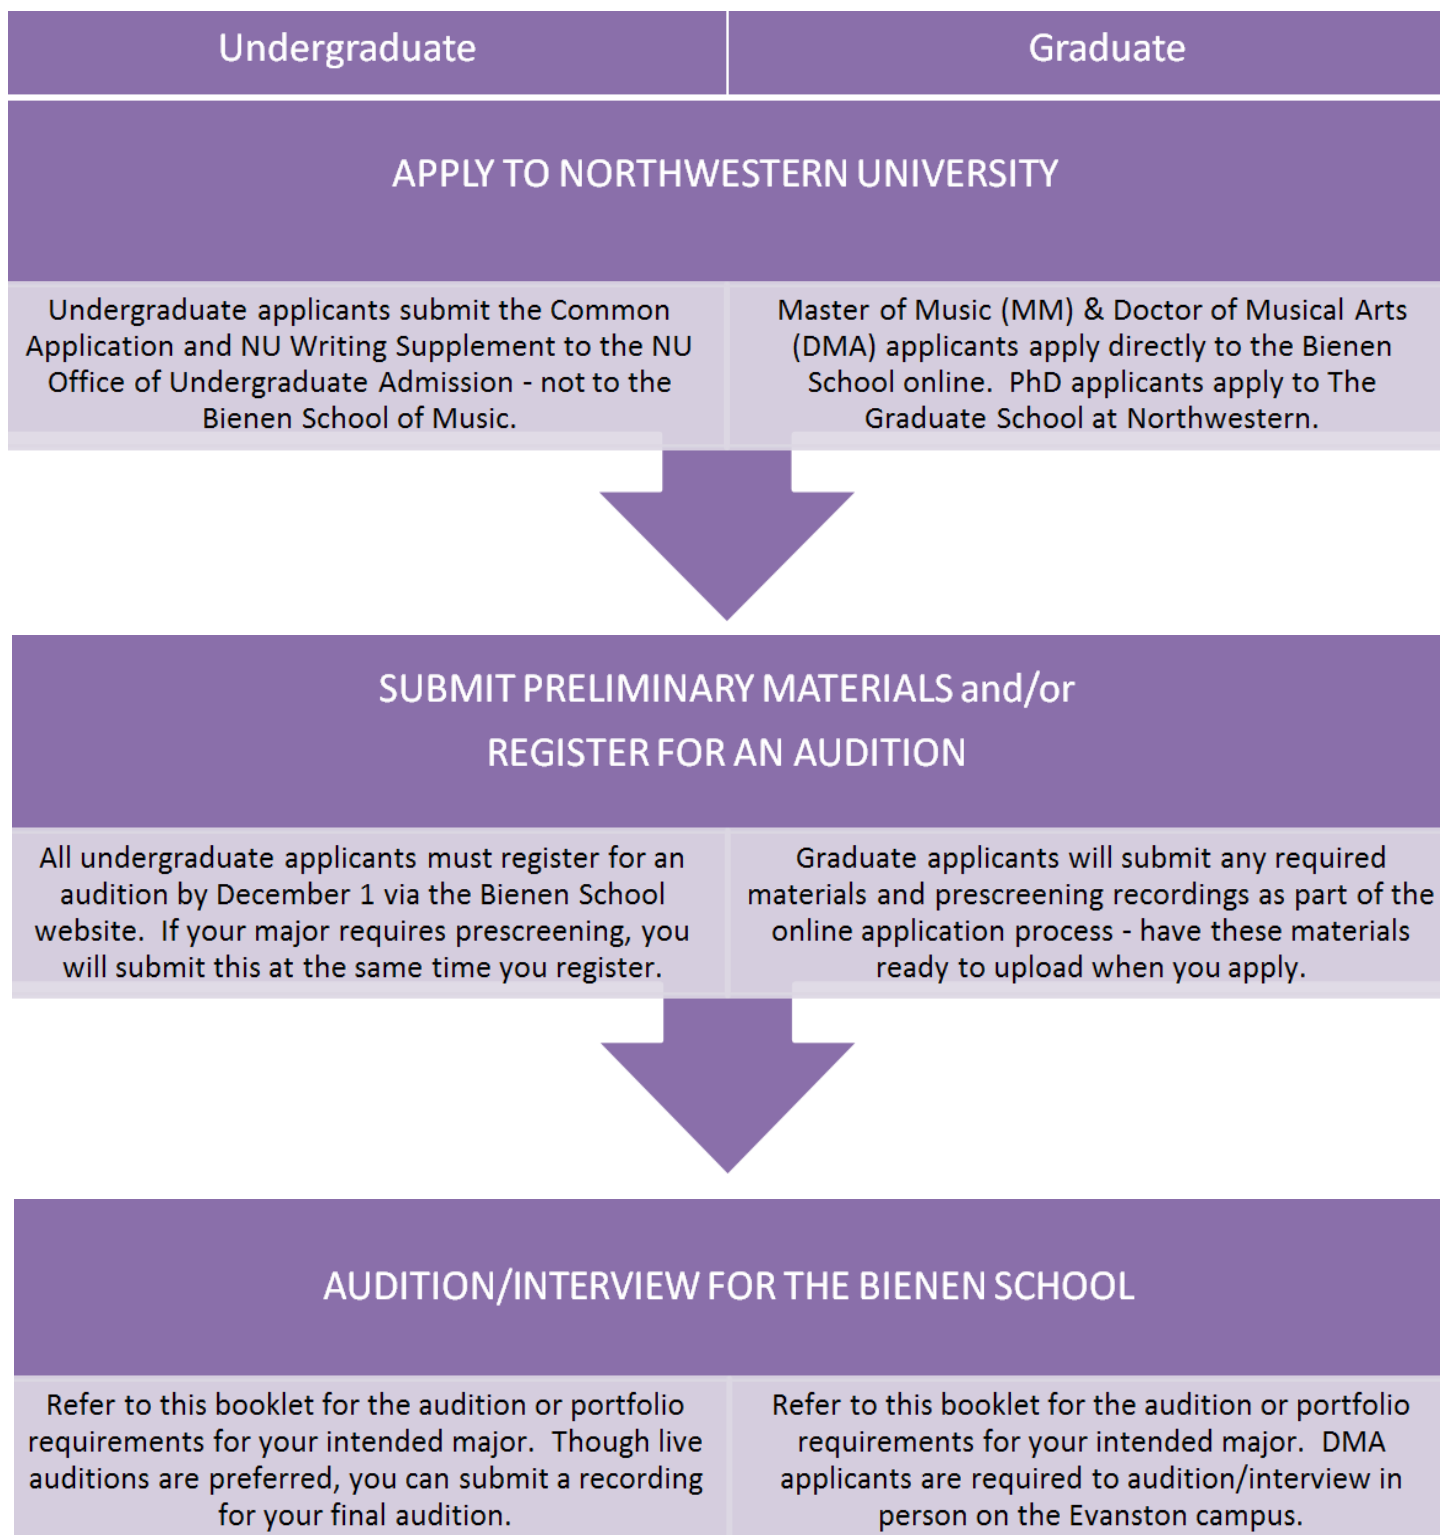 Undergraduate
Graduate
APPLY TO NORTHWESTERN UNIVERSITY
Undergraduate applicants submit the Common
Application and NU Writing Supplement to the NU
Office of Undergraduate Admission - not to the
Bienen School of Music.
Master of Music (MM) & Doctor of Musical Arts
(DMA) applicants apply directly to the Bienen
School online.  PhD applicants apply to The
Graduate School at Northwestern.
SUBMIT PRELIMINARY MATERIALS and/or
REGISTER FOR AN AUDITION
All undergraduate applicants must register for an
audition by December 1 via the Bienen School
website.  If your major requires prescreening, you
will submit this at the same time you register.
Graduate applicants will submit any required
materials and prescreening recordings as part of the
online application process - have these materials
ready to upload when you apply.
AUDITION/INTERVIEW FOR THE BIENEN SCHOOL
Refer to this booklet for the audition or portfolio
requirements for your intended major.  Though live
auditions are preferred, you can submit a recording
for your final audition.
Refer to this booklet for the audition or portfolio
requirements for your intended major.  DMA
applicants are required to audition/interview in
person on the Evanston campus.